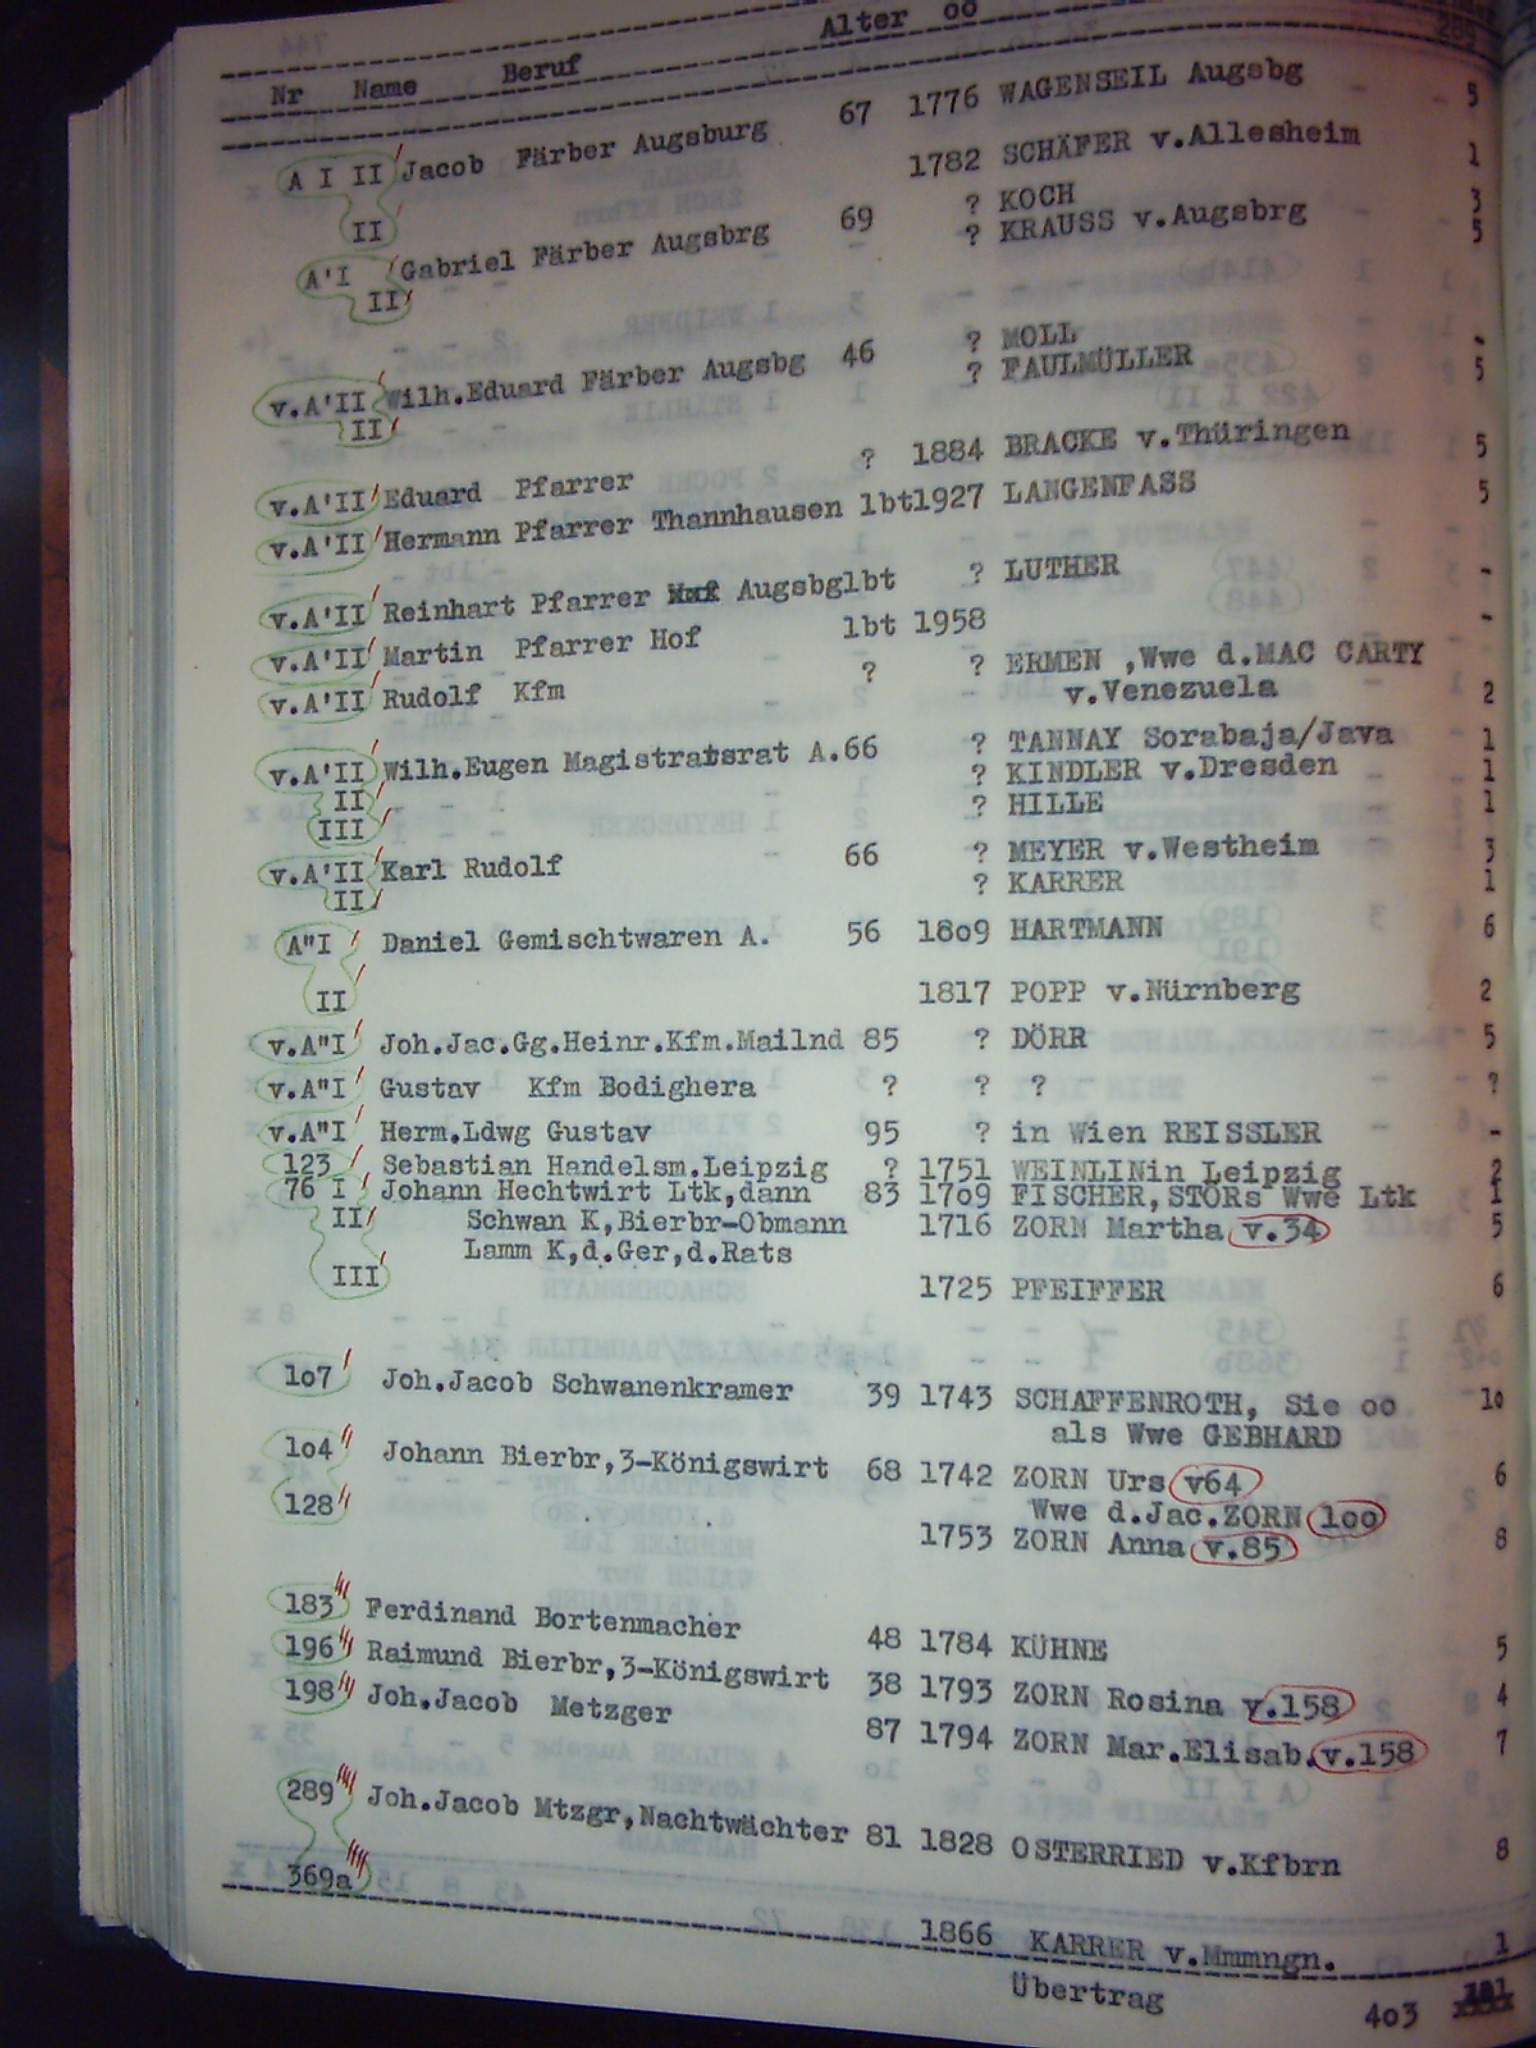 Nr Name Beruf Alter oo
A I II Jacob Färber Augsburg 67 1776 WAGENSEIL Augsbg 5
II 1782 SCHÄFER v.Allesheim 1
A'I Gabriel Färber Augsbrg 69 ? KOCH 3
II - ? KRAUSS v.Augsbrg 5
v.A'II Wilh.Eduard Färber Augsbg 46 ? MOLL -
II ? FAULMÜLLER 5
v.A'II Eduard Pfarrer ? 1884 BRACKE v.Thüringen 5
v.A'II Hermann Pfarrer Thannhausen lbt1927 LANGENFASS 5
v.A'II Reinhart Pfarrer Augsbglbt ? LUTHER -
v.A'II Martin Pfarrer Hof lbt 1958 -
v.A'II Rudolf Kfm ? ? ERMEN ,Wwe d.MAC CARTY
v.Venezuela 2
v.A'II Wilh.Eugen Magistratsrat A.66 ? TANNAY Sorabaja/Java 1
II ? KINDLER v.Dresden 1
III ? HILLE 1
v.A'II Karl Rudolf 66 ? MEYER v.Westheim 3
II ? KARRER 1
A"I Daniel Gemischtwaren A. 56 18o9 HARTMANN 6
II 1817 POPP v.Nürnberg 2
v.A"I Joh.Jac.Gg.Heinr.Kfm.Mailnd 85 ? DÖRR 5
v.A"I Gustav Kfm Bodighera ? ? ? ?
v.A"I Herm.Ldwg Gustav 95 ? in Wien REISSLER -
123 Sebastian Handelsm.Leipzig ? 1751 WEINLINin Leipzig 2
76 I Johann Hechtwirt Ltk,dann 83 17o9 FISCHER,STORs Wwe Ltk 1
II Schwan K,Bierbr-Obmann 1716 ZORN Martha v.34 5
Lamm K,d.Ger,d.Rats
III 1725 PFEIFFER 6
1o7 Joh.Jacob Schwanenkramer 39 1743 SCHAFFENROTH, Sie oo 1o
als Wwe GEBHARD
1o4 Johann Bierbr,3-Königswirt 68 1742 ZORN Urs v64 6
Wwe d.Jac.ZORN 1oo
128 1753 ZORN Anna v.85 8
183 Ferdinand Bortenmacher 48 1784 KÜHNE 5
196 Raimund Bierbr,3-Königswirt 38 1793 ZORN Rosina v.158 4
198 Joh.Jacob Metzger 87 1794 ZORN Mar.Elisab.v.158 7
289 Joh.Jacob Mtzgr,Nachtwächter 81 1828 OSTERRIED v.Kfbrn 8
369a 1866 KARRER v.Mmmngn. 1
Übertrag 4o3